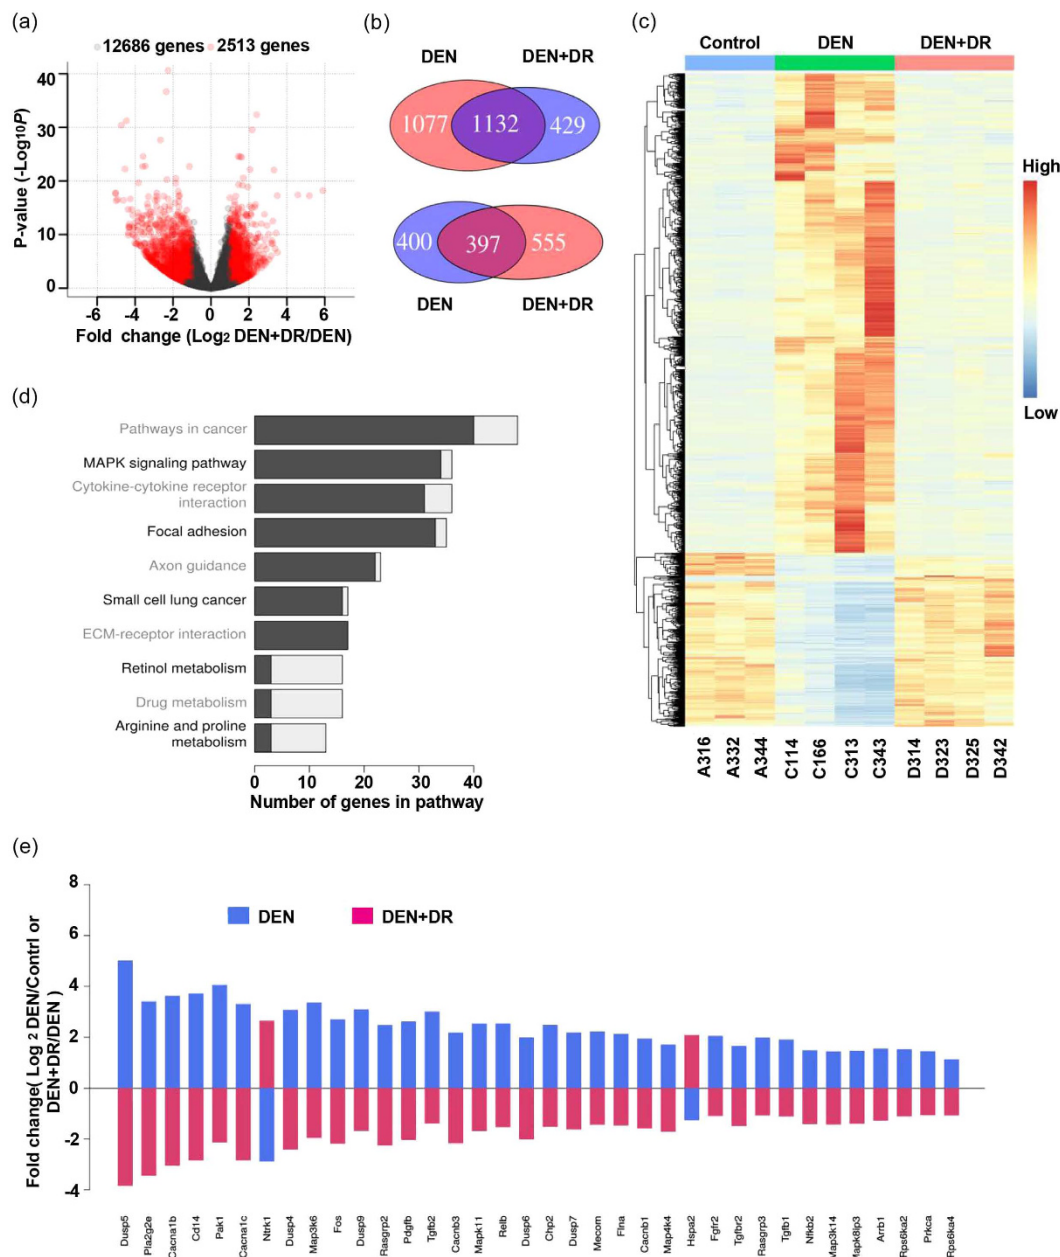 (a)
12686 genes 2513 genes
P-value (-Log10P)
40
30
20
10
0
-6 -4 -2 0 2 4 6
Fold change (Log2 DEN+DR/DEN)
(b)
DEN DEN+DR
1077 1132 429
400 397 555
DEN DEN+DR
(c)
Control DEN DEN+DR
High
Low
A316 A332 A344 C114 C166 C313 C343 D314 D323 D325 D342
(d)
Pathways in cancer
MAPK signaling pathway
Cytokine-cytokine receptor
interaction
Focal adhesion
Axon guidance
Small cell lung cancer
ECM-receptor interaction
Retinol metabolism
Drug metabolism
Arginine and proline
metabolism
0 10 20 30 40 50
Number of genes in pathway
(e)
Fold change( Log 2 DEN/Contrl or
DEN+DR/DEN )
8
6
4
2
0
-2
-4
DEN DEN+DR
Dusp5 Pla2g2e Cacna1b Cd14 Pak1 Cacna1c Ntrk1 Dusp4 Map3k6 Fos Dusp9 Rasgrp2 Pdgfb Tgfb2 Cacnb3 Mapk11 Relb Dusp6 Chp2 Dusp7 Mecom Flna Cacnb1 Map4k4 Hspa2 Fgfr2 Tgfbr2 Rasgrp3 Tgfb1 Nfkb2 Map3k14 Mapk8ip3 Arrb1 Rps6ka2 Prkca Rps6ka4